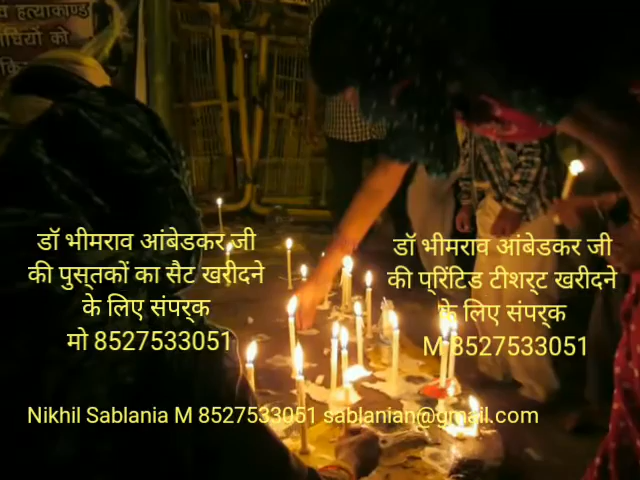 व हत्याकाण्ड
को
डॉ भीमराव आंबेडकर जी
की पुस्तकों का सैट खरीदने
के लिए संपर्क
मो 8527533051
डॉ भीमराव आंबेडकर जी
की प्रिंटिड टीशर्ट खरीदने
के लिए संपर्क
M 8527533051
Nikhil Sablania M 8527533051 sablanian@gmail.com